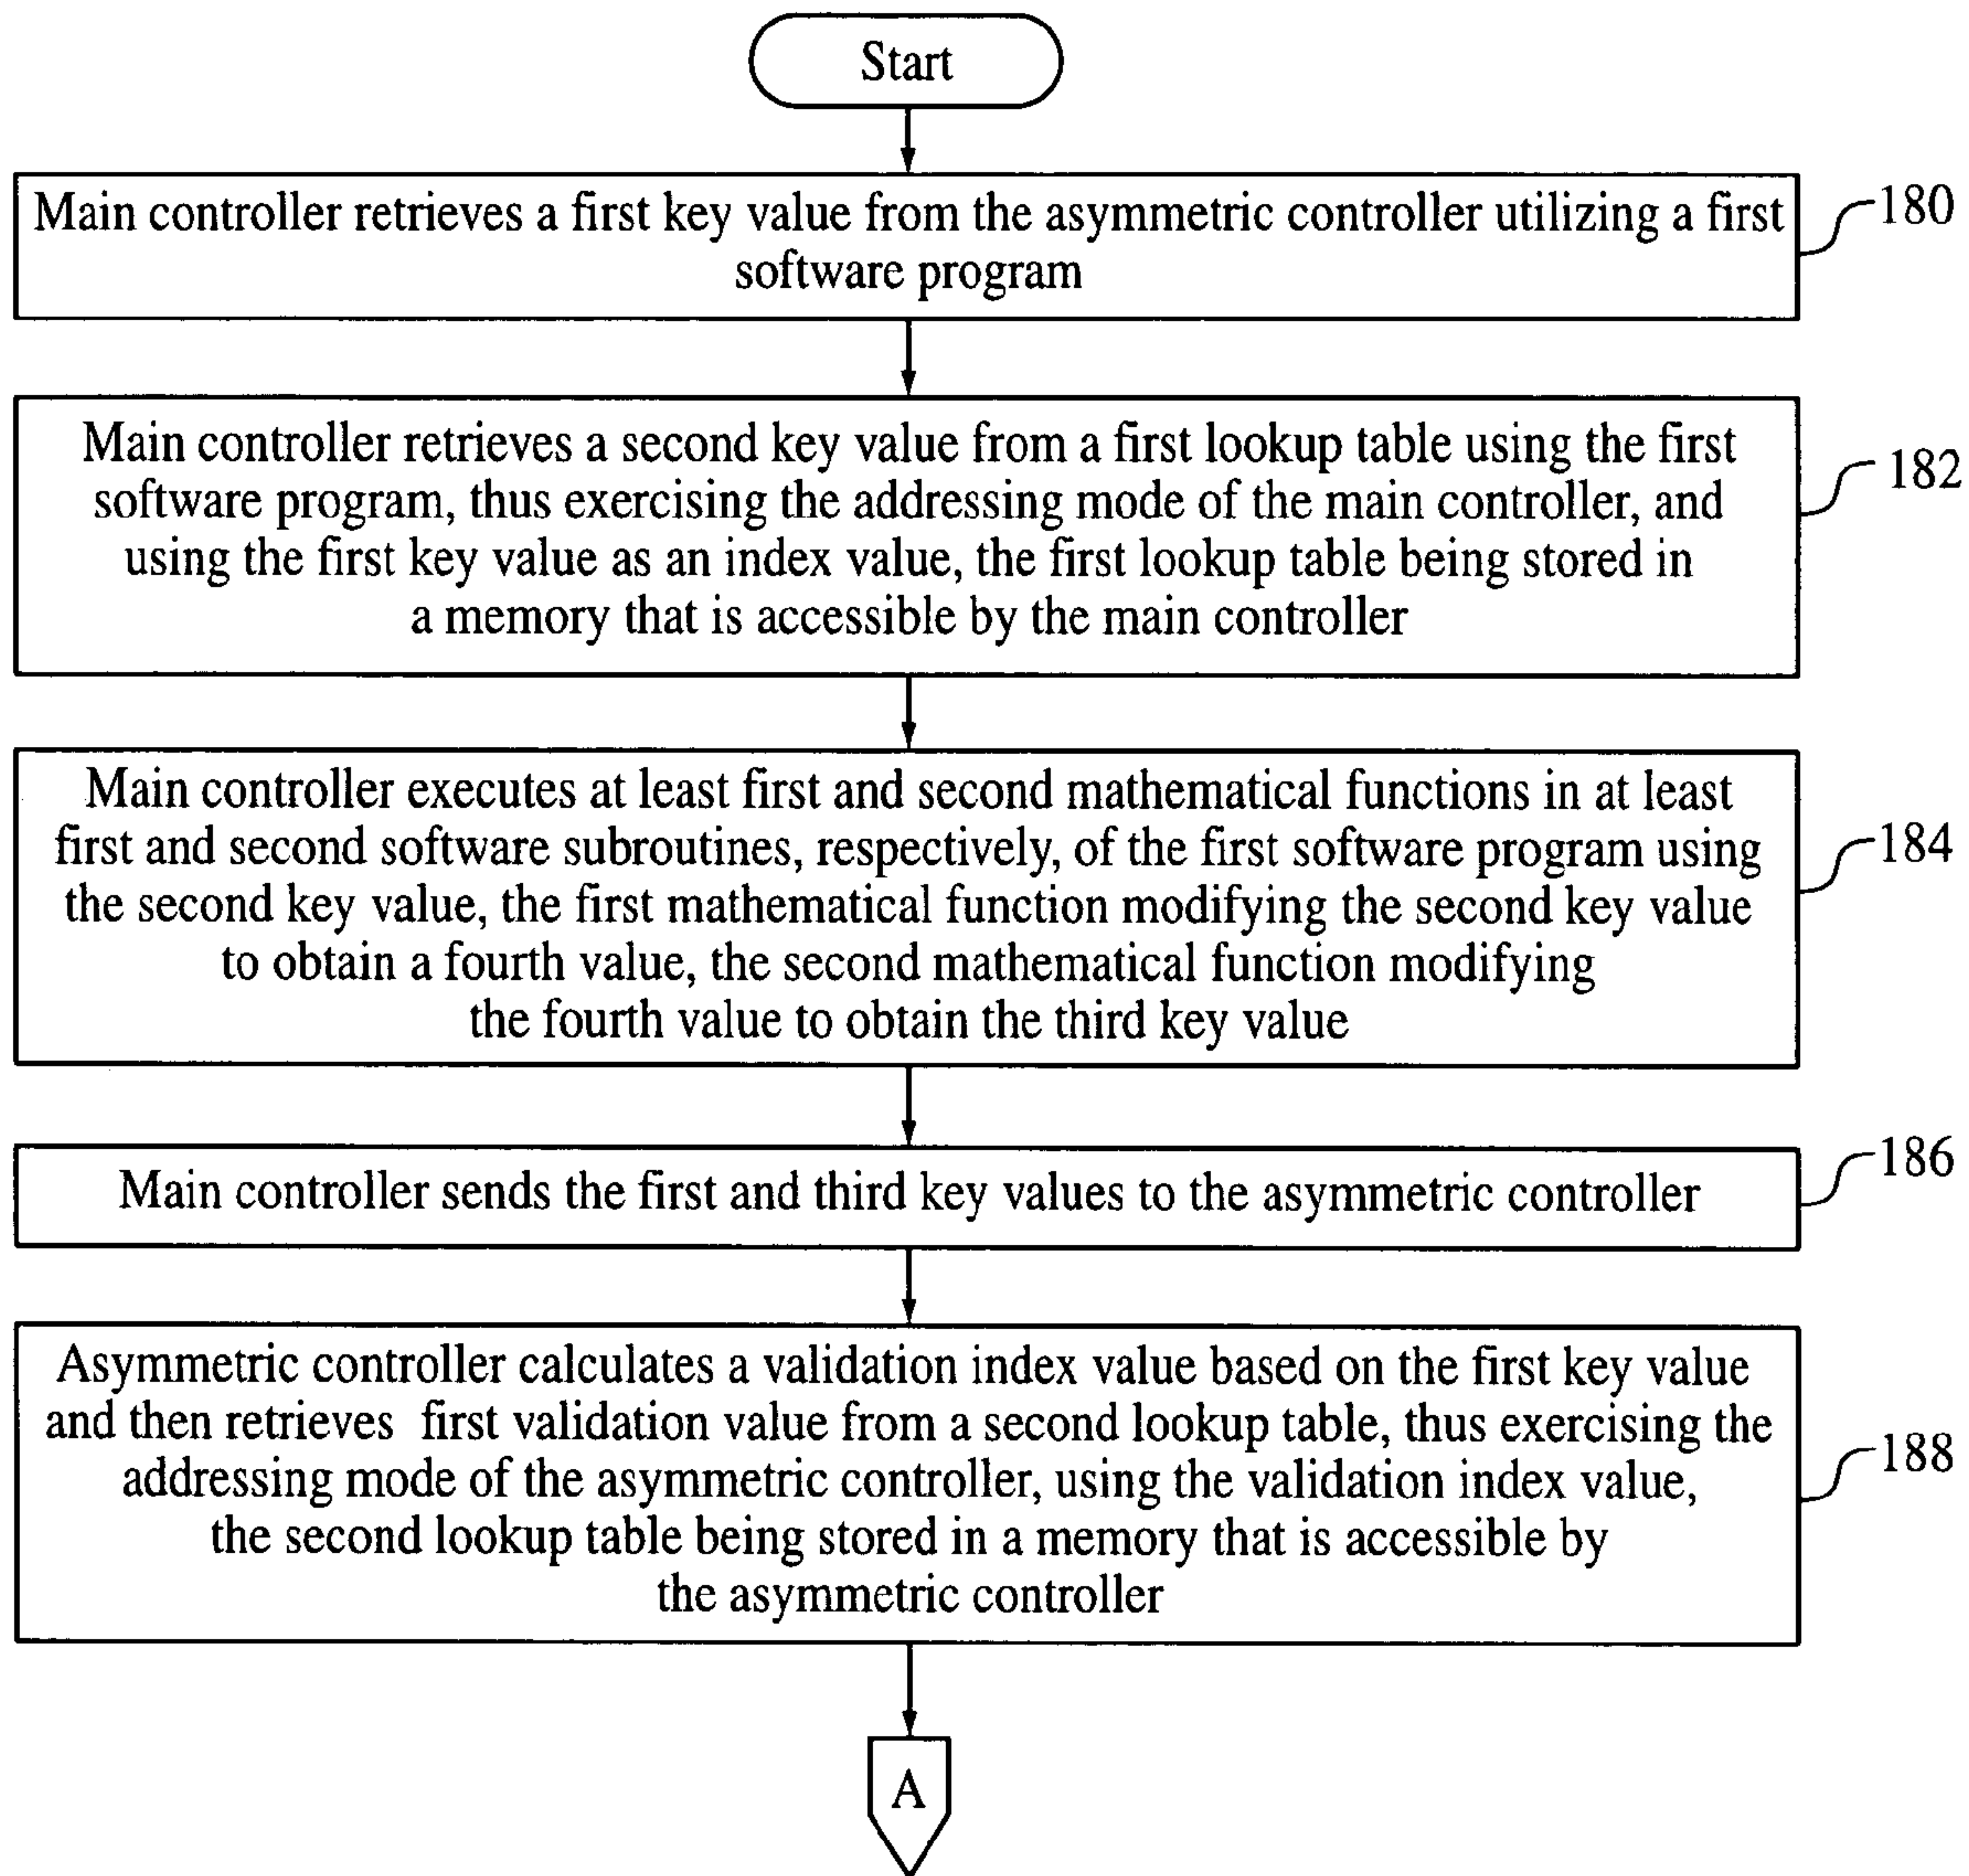 Start
Main controller retrieves a first key value from the asymmetric controller utilizing a first
software program
180
Main controller retrieves a second key value from a first lookup table using the first
software program, thus exercising the addressing mode of the main controller, and
using the first key value as an index value, the first lookup table being stored in
a memory that is accessible by the main controller
182
Main controller executes at least first and second mathematical functions in at least
first and second software subroutines, respectively, of the first software program using
the second key value, the first mathematical function modifying the second key value
to obtain a fourth value, the second mathematical function modifying
the fourth value to obtain the third key value
184
Main controller sends the first and third key values to the asymmetric controller
186
Asymmetric controller calculates a validation index value based on the first key value
and then retrieves first validation value from a second lookup table, thus exercising the
addressing mode of the asymmetric controller, using the validation index value,
the second lookup table being stored in a memory that is accessible by
the asymmetric controller
188
A